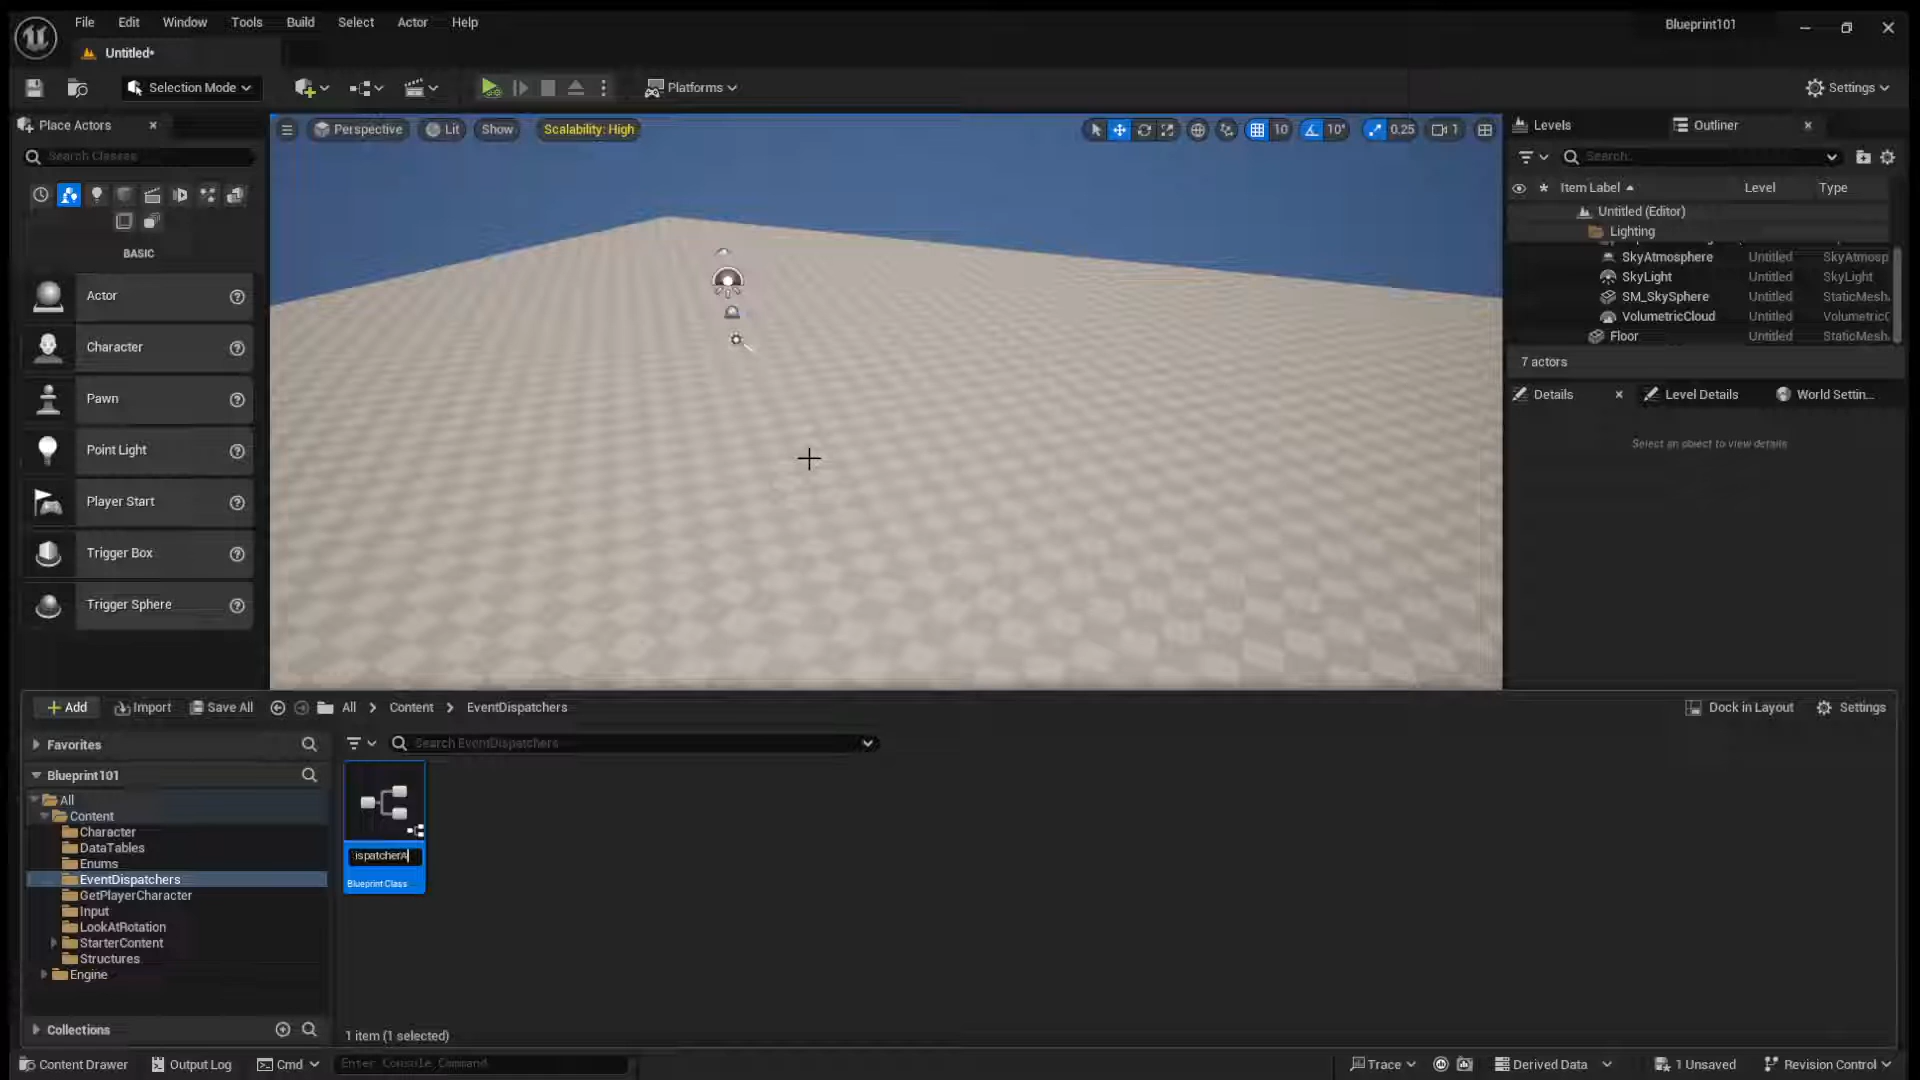 File Edit Window Tools Build Select Actor Help
Blueprint101
Untitled*
Selection Mode
Platforms
Settings
Place Actors
Search Classes
BASIC
Actor
Character
Pawn
Point Light
Player Start
Trigger Box
Trigger Sphere
Perspective Lit Show Scalability: High
10 10° 0.25 1
Levels Outliner
Search...
Item Label Level Type
Untitled (Editor)
Lighting
SkyAtmosphere Untitled SkyAtmosp
SkyLight Untitled SkyLight
SM_SkySphere Untitled StaticMesh.
VolumetricCloud Untitled VolumetricC
Floor Untitled StaticMesh.
7 actors
Details Level Details World Settin...
Select an object to view details
Add Import Save All All Content EventDispatchers
Dock in Layout Settings
Favorites
Search EventDispatchers
Blueprint101
All
Content
Character
DataTables
Enums
EventDispatchers
GetPlayerCharacter
Input
LookAtRotation
StarterContent
Structures
Engine
Collections
ispatcherA
Blueprint Class
1 item (1 selected)
Content Drawer Output Log Cmd Enter Console Command
Trace Derived Data 1 Unsaved Revision Control